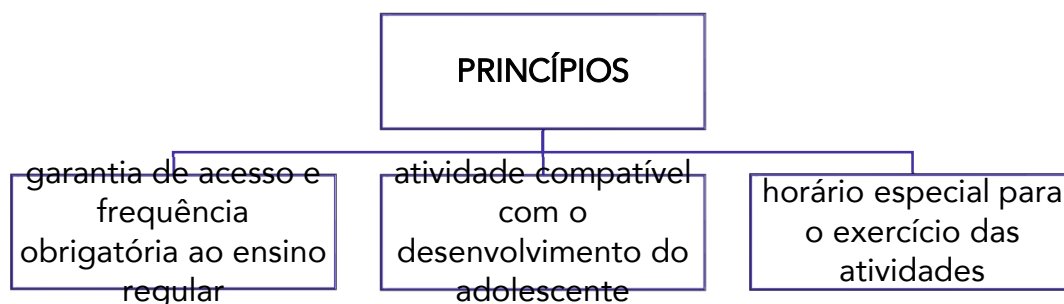 PRINCÍPIOS
garantia de acesso e
frequência
obrigatória ao ensino
regular
atividade compatível
com o
desenvolvimento do
adolescente
horário especial para
o exercício das
atividades